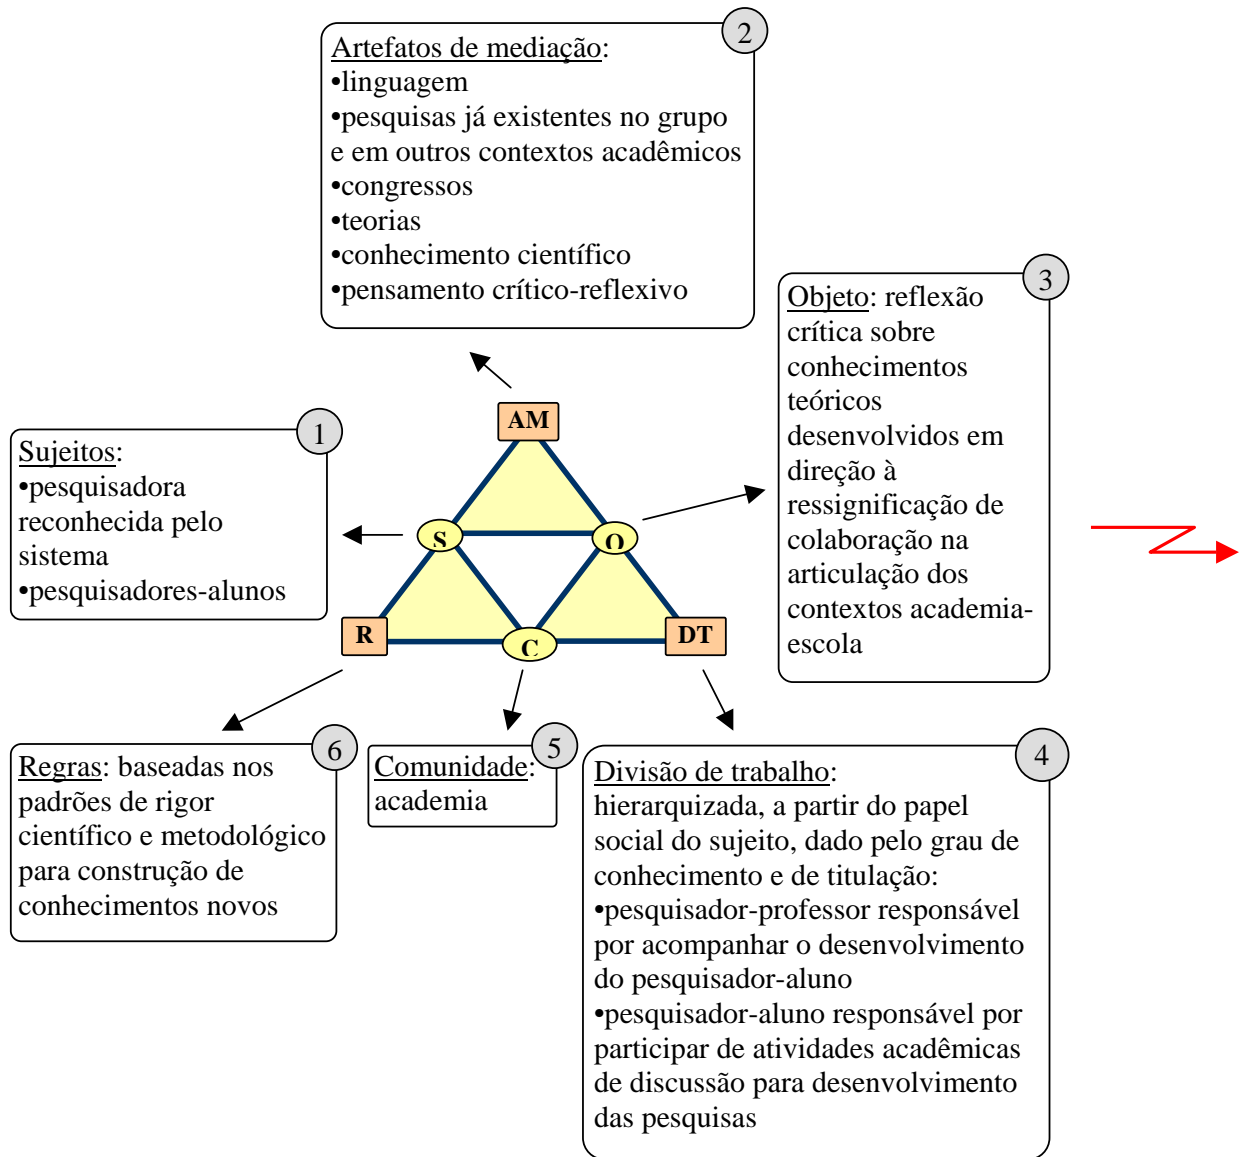 2
Artefatos de mediação:
•linguagem
•pesquisas já existentes no grupo
e em outros contextos acadêmicos
•congressos
•teorias
•conhecimento científico
•pensamento crítico-reflexivo
3
Objeto: reflexão
crítica sobre
conhecimentos
teóricos
desenvolvidos em
direção à
ressignificação de
colaboração na
articulação dos
contextos academia-
escola
1
Sujeitos:
•pesquisadora
reconhecida pelo
sistema
•pesquisadores-alunos
AM
S
O
R
C
DT
6
Regras: baseadas nos
padrões de rigor
científico e metodológico
para construção de
conhecimentos novos
5
Comunidade:
academia
4
Divisão de trabalho:
hierarquizada, a partir do papel
social do sujeito, dado pelo grau de
conhecimento e de titulação:
•pesquisador-professor responsável
por acompanhar o desenvolvimento
do pesquisador-aluno
•pesquisador-aluno responsável por
participar de atividades acadêmicas
de discussão para desenvolvimento
das pesquisas